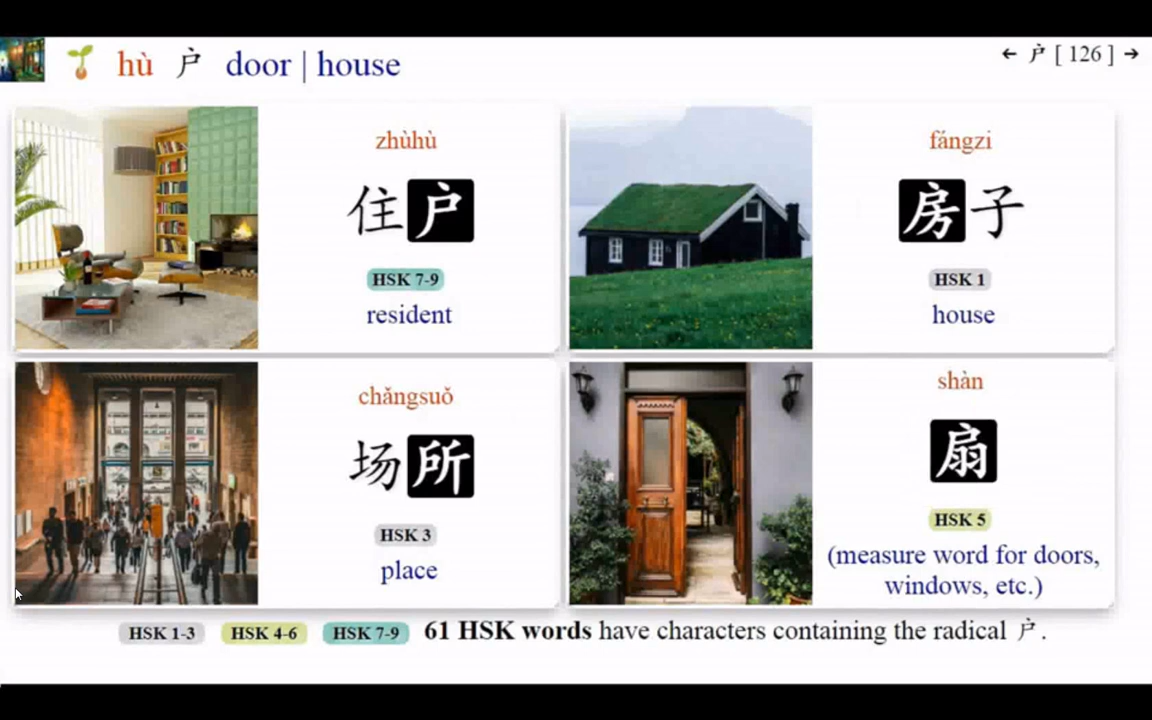 hù 户 door | house
← 户 [ 126 ] →
zhùhù
住户
HSK 7-9
resident
fángzi
房子
HSK 1
house
chǎngsuǒ
场所
HSK 3
place
shàn
扇
HSK 5
(measure word for doors,
windows, etc.)
HSK 1-3 HSK 4-6 HSK 7-9 61 HSK words have characters containing the radical 户.